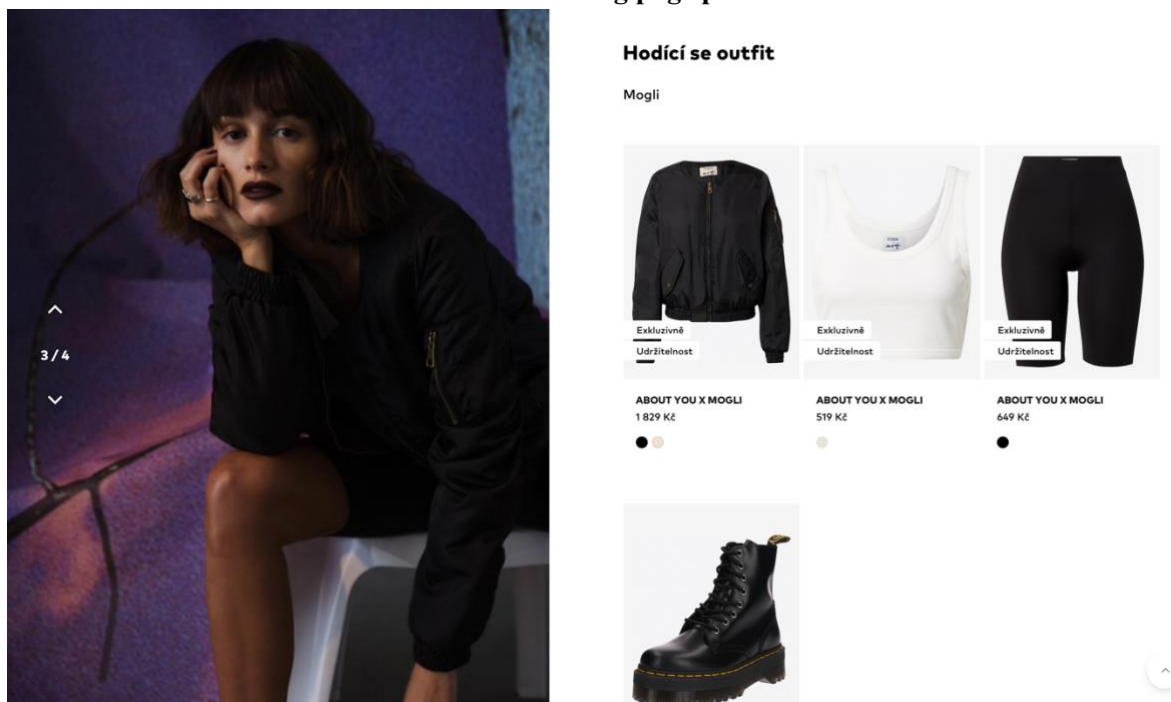 Hodící se outfit
Mogli
3 / 4
Exkluzivně
Udržitelnost
Exkluzivně
Udržitelnost
Exkluzivně
Udržitelnost
ABOUT YOU X MOGLI
1 829 Kč
ABOUT YOU X MOGLI
519 Kč
ABOUT YOU X MOGLI
649 Kč